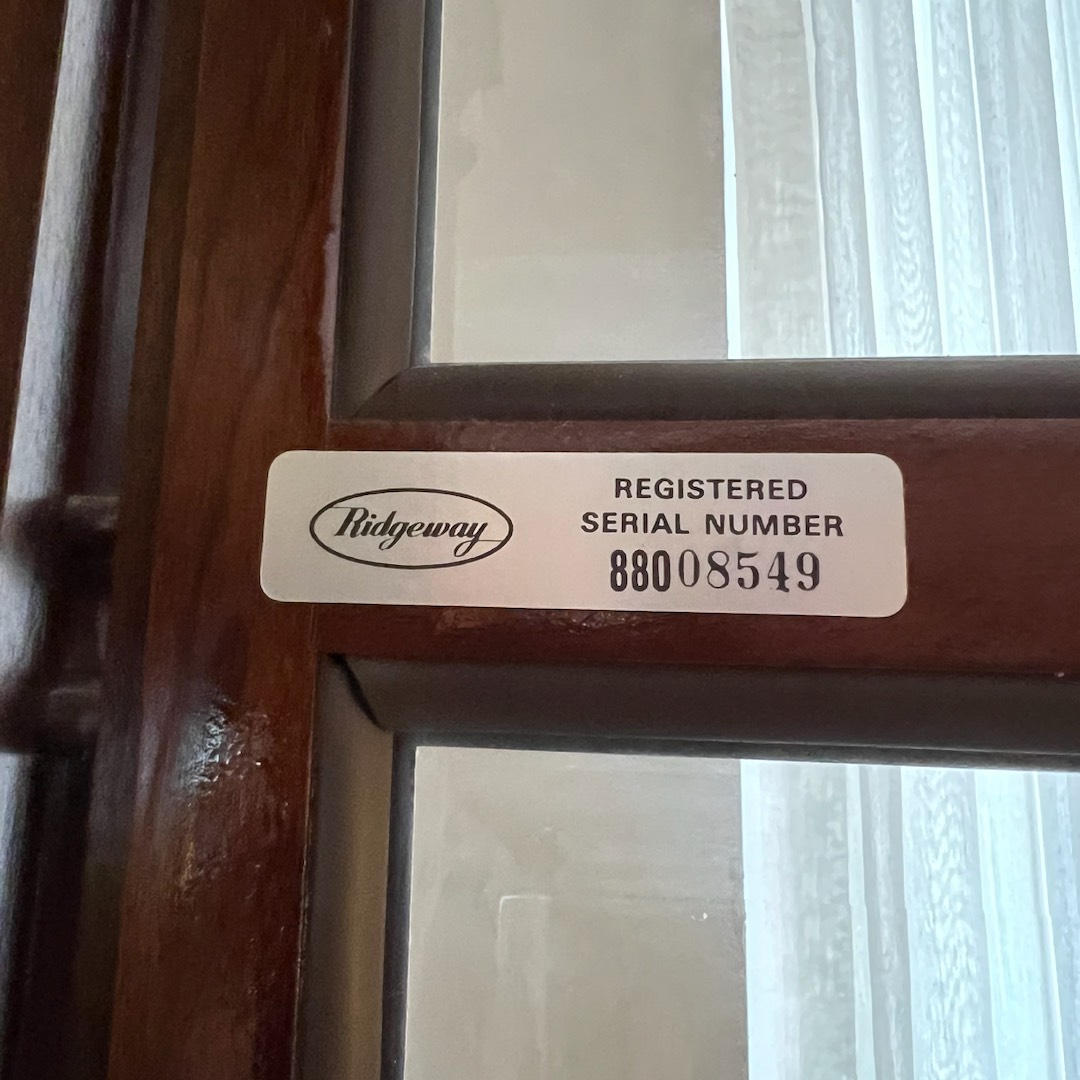 Ridgeway
REGISTERED
SERIAL NUMBER
88008549